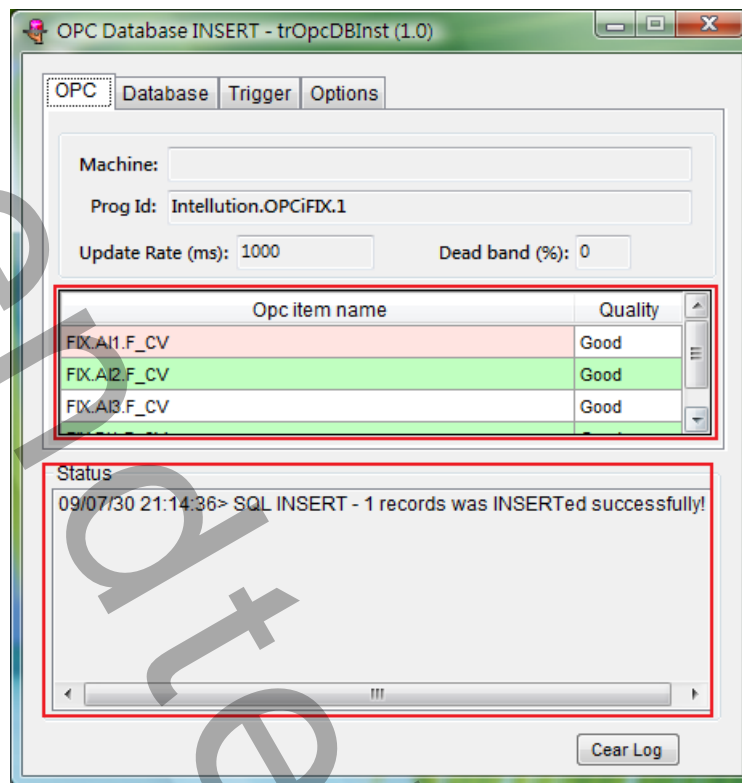 OPC Database INSERT - trOpcDBInst (1.0)
OPC Database Trigger Options
Machine:
Prog Id: Intellution.OPCiFIX.1
Update Rate (ms): 1000 Dead band (%): 0
Opc item name Quality
FIX.AI1.F_CV Good
FIX.AI2.F_CV Good
FIX.AI3.F_CV Good
Status
09/07/30 21:14:36> SQL INSERT - 1 records was INSERTed successfully!
Cear Log